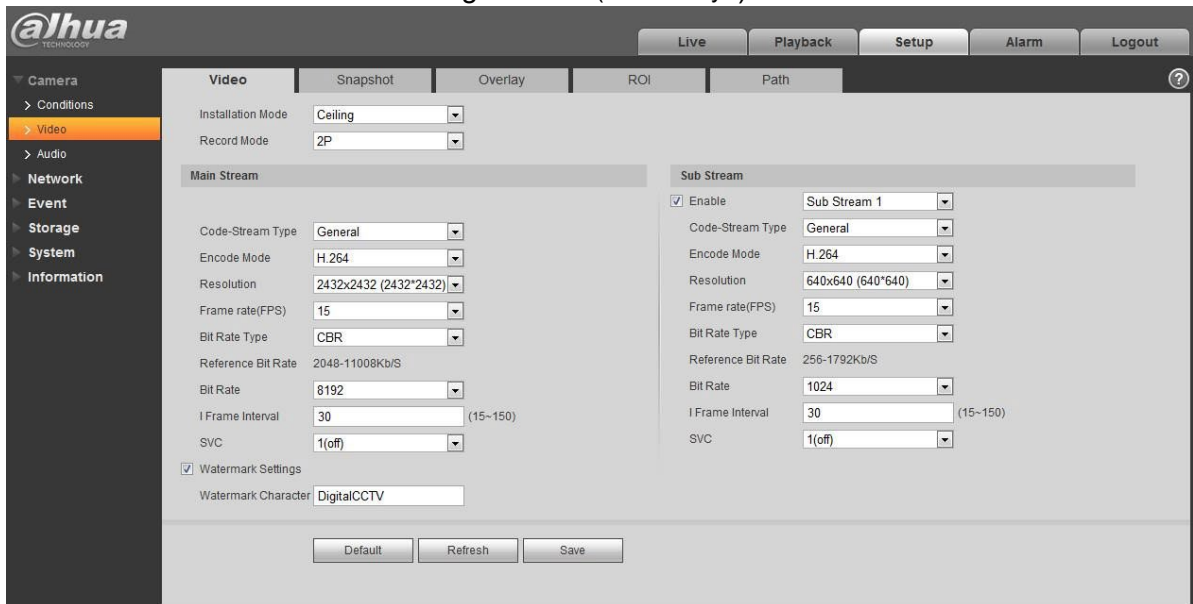 alhua
TECHNOLOGY
Live Playback Setup Alarm Logout
Camera
> Conditions
> Video
> Audio
Network
Event
Storage
System
Information
Video Snapshot Overlay ROI Path ?
Installation Mode Ceiling
Record Mode 2P
Main Stream
Code-Stream Type General
Encode Mode H.264
Resolution 2432x2432 (2432*2432)
Frame rate(FPS) 15
Bit Rate Type CBR
Reference Bit Rate 2048-11008Kb/S
Bit Rate 8192
I Frame Interval 30 (15~150)
SVC 1(off)
Watermark Settings
Watermark Character DigitalCCTV
Sub Stream
Enable Sub Stream 1
Code-Stream Type General
Encode Mode H.264
Resolution 640x640 (640*640)
Frame rate(FPS) 15
Bit Rate Type CBR
Reference Bit Rate 256-1792Kb/S
Bit Rate 1024
I Frame Interval 30 (15~150)
SVC 1(off)
Default Refresh Save